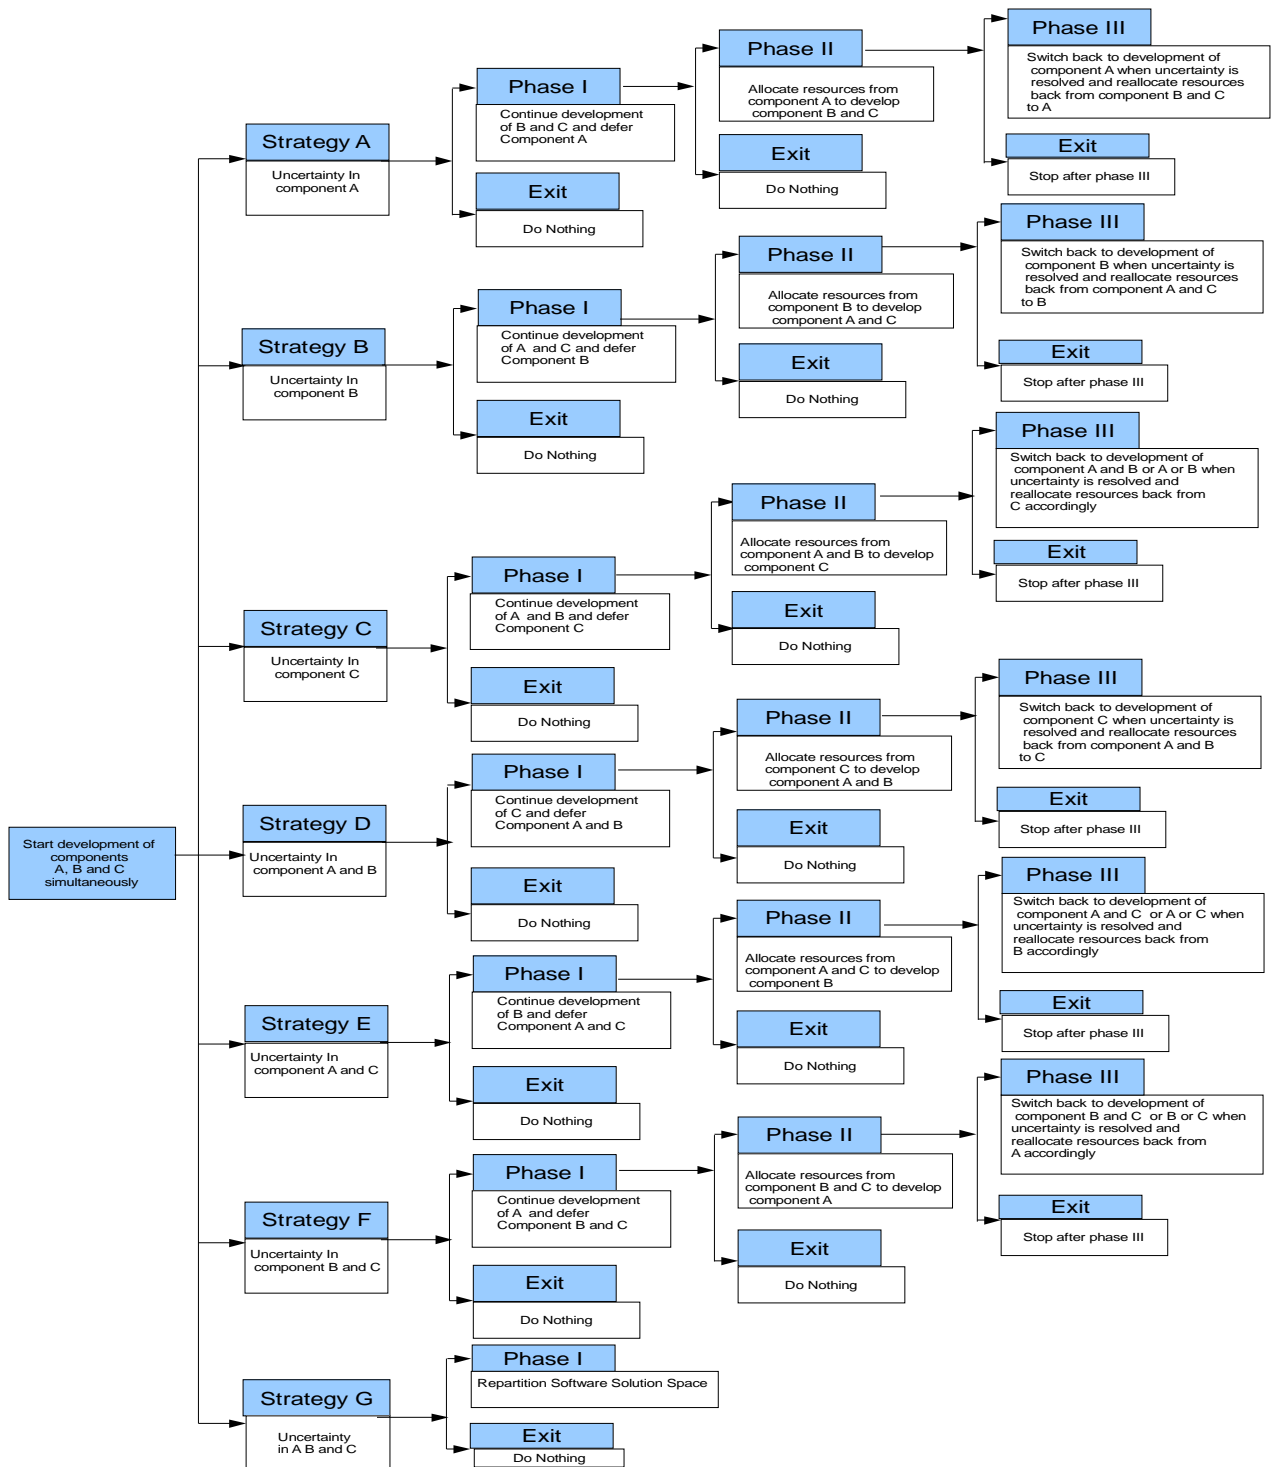 Start development of
components
A, B and C
simultaneously
Strategy A
Uncertainty In
component A
Phase I
Continue development
of B and C and defer
Component A
Exit
Do Nothing
Phase II
Allocate resources from
component A to develop
component B and C
Exit
Do Nothing
Phase III
Switch back to development of
component A when uncertainty is
resolved and reallocate resources
back from component B and C
to A
Exit
Stop after phase III
Strategy B
Uncertainty In
component B
Phase I
Continue development
of A and C and defer
Component B
Exit
Do Nothing
Phase II
Allocate resources from
component B to develop
component A and C
Exit
Do Nothing
Phase III
Switch back to development of
component B when uncertainty is
resolved and reallocate resources
back from component A and C
to B
Exit
Stop after phase III
Strategy C
Uncertainty In
component C
Phase I
Continue development
of A and B and defer
Component C
Exit
Do Nothing
Phase II
Allocate resources from
component A and B to develop
component C
Exit
Do Nothing
Phase III
Switch back to development of
component A and B or A or B when
uncertainty is resolved and
reallocate resources back from
C accordingly
Exit
Stop after phase III
Strategy D
Uncertainty In
component A and B
Phase I
Continue development
of C and defer
Component A and B
Exit
Do Nothing
Phase II
Allocate resources from
component C to develop
component A and B
Exit
Do Nothing
Phase III
Switch back to development of
component C when uncertainty is
resolved and reallocate resources
back from component A and B
to C
Exit
Stop after phase III
Strategy E
Uncertainty In
component A and C
Phase I
Continue development
of B and defer
Component A and C
Exit
Do Nothing
Phase II
Allocate resources from
component A and C to develop
component B
Exit
Do Nothing
Phase III
Switch back to development of
component A and C or A or C when
uncertainty is resolved and
reallocate resources back from
B accordingly
Exit
Stop after phase III
Strategy F
Uncertainty In
component B and C
Phase I
Continue development
of A and defer
Component B and C
Exit
Do Nothing
Phase II
Allocate resources from
component B and C to develop
component A
Exit
Do Nothing
Phase III
Switch back to development of
component B and C or B or C when
uncertainty is resolved and
reallocate resources back from
A accordingly
Exit
Stop after phase III
Strategy G
Uncertainty
in A B and C
Phase I
Repartition Software Solution Space
Exit
Do Nothing